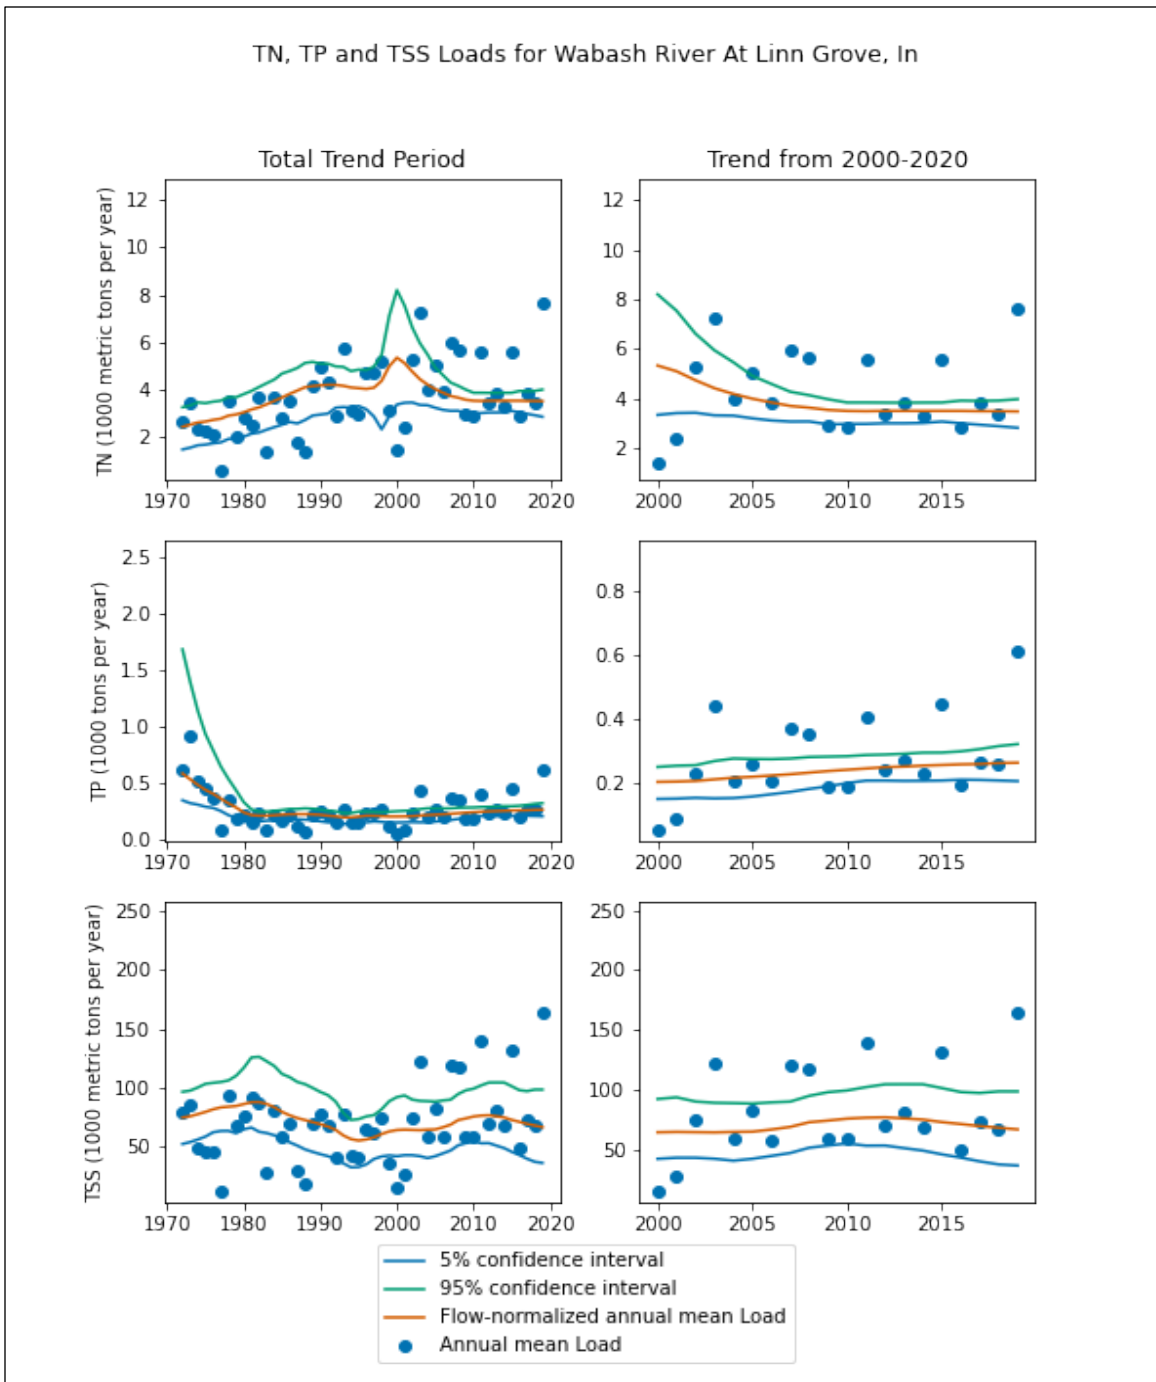 TN, TP and TSS Loads for Wabash River At Linn Grove, In
Total Trend Period
Trend from 2000-2020
TN (1000 metric tons per year)
12
10
8
6
4
2
1970 1980 1990 2000 2010 2020
12
10
8
6
4
2
2000 2005 2010 2015
TP (1000 tons per year)
2.5
2.0
1.5
1.0
0.5
0.0
1970 1980 1990 2000 2010 2020
0.8
0.6
0.4
0.2
2000 2005 2010 2015
TSS (1000 metric tons per year)
250
200
150
100
50
1970 1980 1990 2000 2010 2020
250
200
150
100
50
2000 2005 2010 2015
5% confidence interval
95% confidence interval
Flow-normalized annual mean Load
Annual mean Load